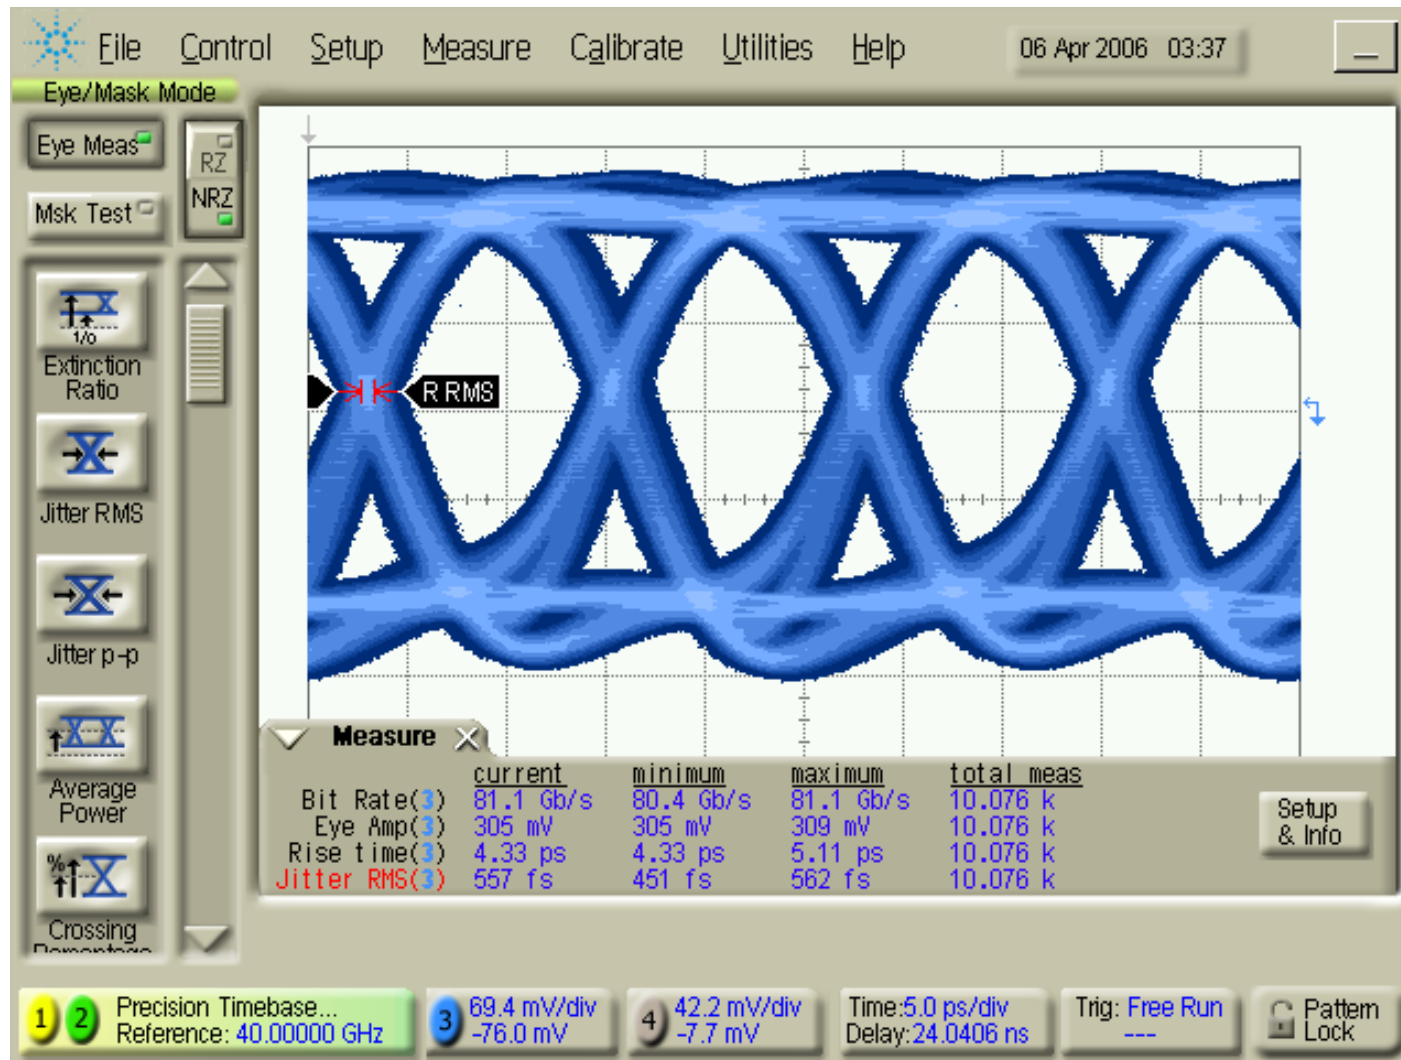 File Control Setup Measure Calibrate Utilities Help 06 Apr 2006 03:37
Eye/Mask Mode
Eye Meas
RZ
NRZ
Msk Test
1/0
Extinction
Ratio
R RMS
Jitter RMS
Jitter p-p
Average
Power
%
Crossing
Measure
current minimum maximum total meas
Bit Rate(3) 81.1 Gb/s 80.4 Gb/s 81.1 Gb/s 10.076 k
Eye Amp(3) 305 mV 305 mV 309 mV 10.076 k
Rise time(3) 4.33 ps 4.33 ps 5.11 ps 10.076 k
Jitter RMS(3) 557 fs 451 fs 562 fs 10.076 k
Setup
& Info
1 2 Precision Timebase...
Reference: 40.00000 GHz
3 69.4 mV/div
-76.0 mV
4 42.2 mV/div
-7.7 mV
Time:5.0 ps/div
Delay:24.0406 ns
Trig: Free Run
---
Pattern
Lock